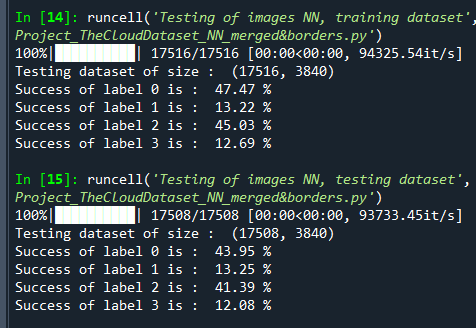 In [14]: runcell('Testing of images NN, training dataset',
Project_TheCloudDataset_NN_merged&borders.py')
100%|██████████| 17516/17516 [00:00<00:00, 94325.54it/s]
Testing dataset of size :  (17516, 3840)
Success of label 0 is :  47.47 %
Success of label 1 is :  13.22 %
Success of label 2 is :  45.03 %
Success of label 3 is :  12.69 %
In [15]: runcell('Testing of images NN, testing dataset',
Project_TheCloudDataset_NN_merged&borders.py')
100%|██████████| 17508/17508 [00:00<00:00, 93733.45it/s]
Testing dataset of size :  (17508, 3840)
Success of label 0 is :  43.95 %
Success of label 1 is :  13.25 %
Success of label 2 is :  41.39 %
Success of label 3 is :  12.08 %